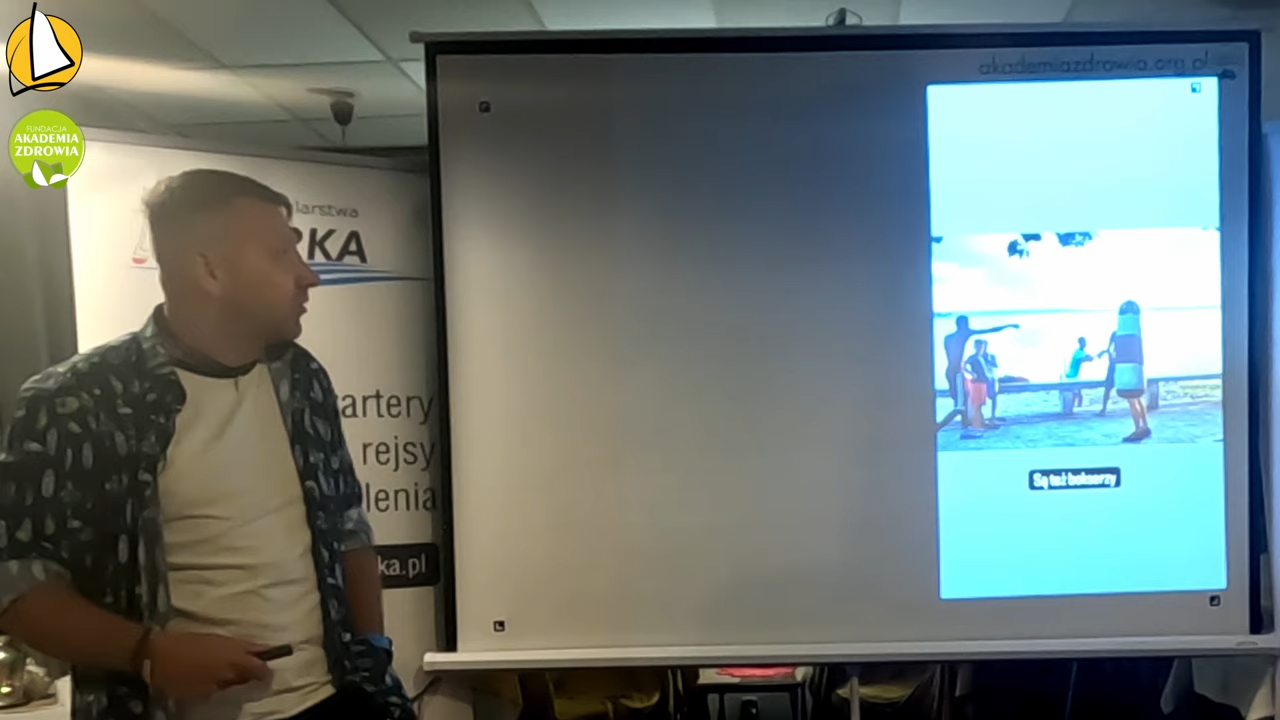 FUNDACJA
AKADEMIA
ZDROWIA
akademiazdrowia.org.pl
larstwa
RKA
artery
rejsy
lenia
ka.pl
Są też bokserzy